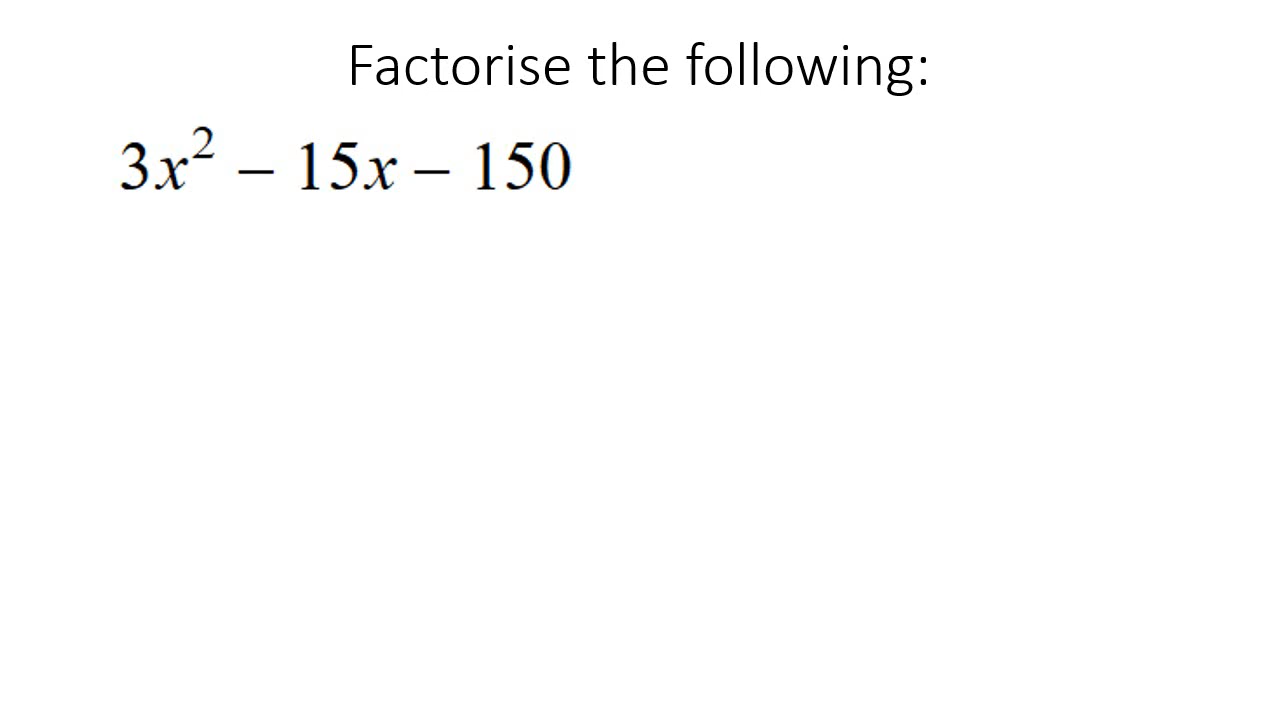 Factorise the following:
3x² – 15x – 150